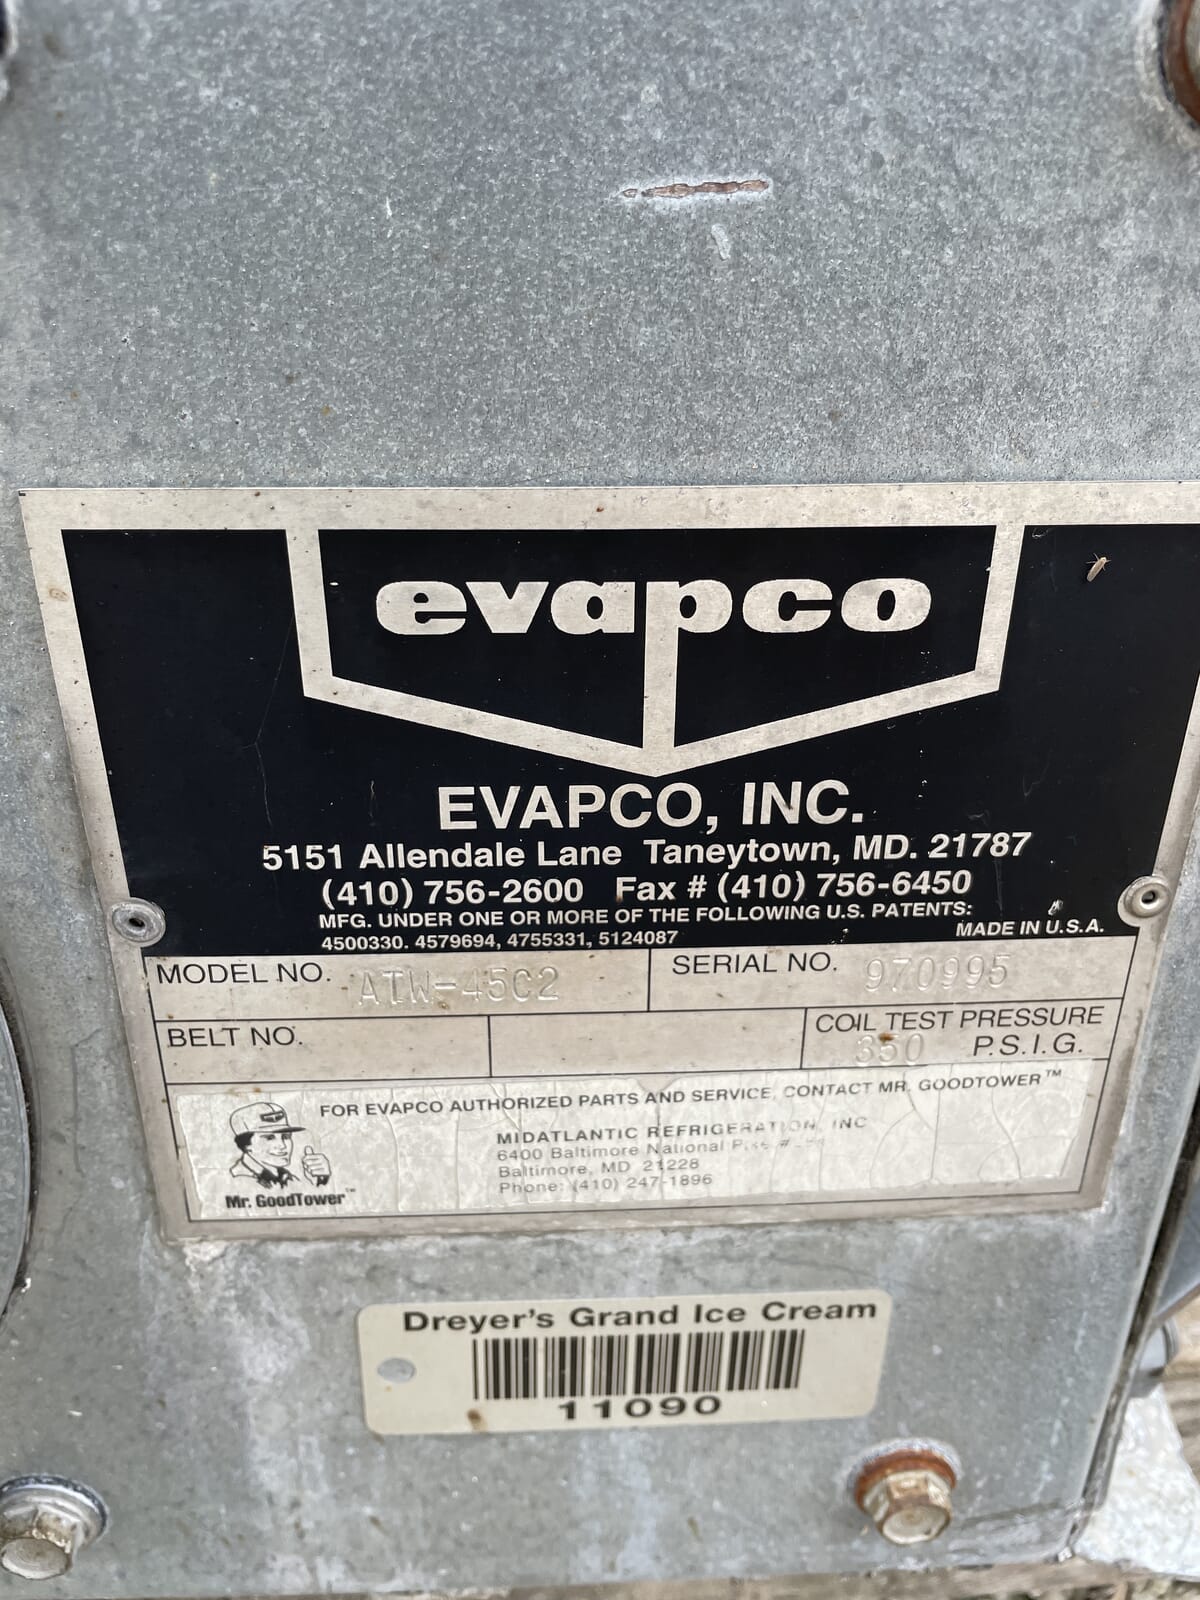 evapco
EVAPCO, INC.
5151 Allendale Lane Taneytown, MD. 21787
(410) 756-2600 Fax # (410) 756-6450
MFG. UNDER ONE OR MORE OF THE FOLLOWING U.S. PATENTS:
4500330. 4579694, 4755331, 5124087
MADE IN U.S.A.
MODEL NO. ATW-45C2
SERIAL NO. 970995
BELT NO.
COIL TEST PRESSURE
350 P.S.I.G.
FOR EVAPCO AUTHORIZED PARTS AND SERVICE, CONTACT MR. GOODTOWER™
MIDATLANTIC REFRIGERATION, INC
6400 Baltimore National
Baltimore, MD 21228
Phone: (410) 247-1896
Mr. GoodTower™
Dreyer's Grand Ice Cream
11090